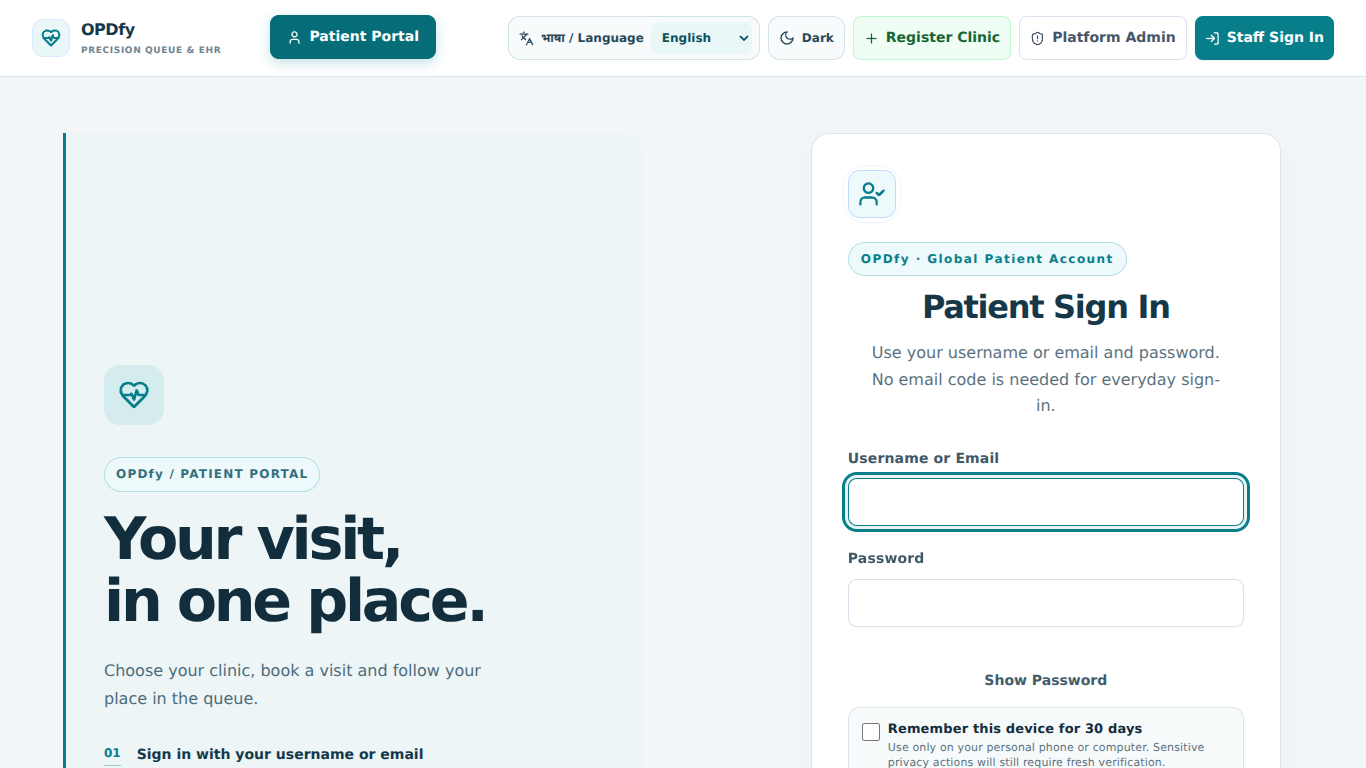 OPDfy
PRECISION QUEUE & EHR
Patient Portal
भाषा / Language
English
Dark
Register Clinic
Platform Admin
Staff Sign In
OPDfy / PATIENT PORTAL
Your visit,
in one place.
Choose your clinic, book a visit and follow your
place in the queue.
01 Sign in with your username or email
OPDfy · Global Patient Account
Patient Sign In
Use your username or email and password.
No email code is needed for everyday sign-
in.
Username or Email
Password
Show Password
Remember this device for 30 days
Use only on your personal phone or computer. Sensitive
privacy actions will still require fresh verification.